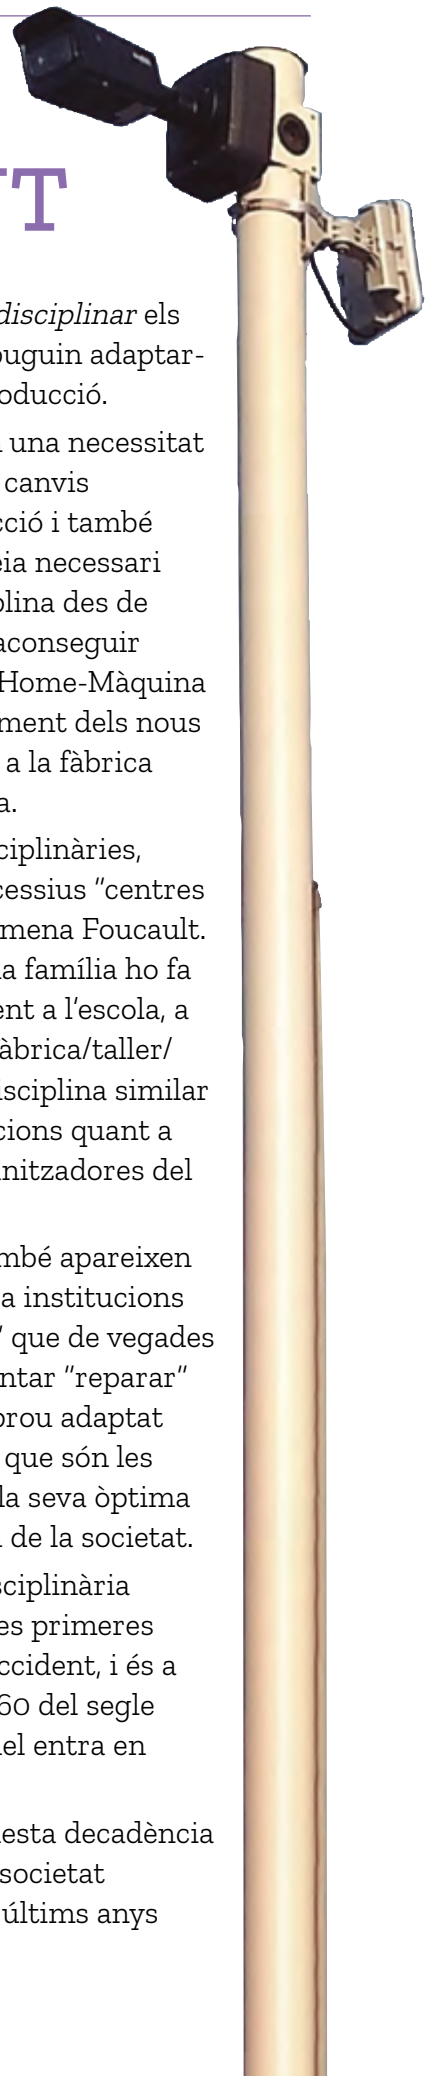 T
disciplinar els
puguin adaptar-
oducció.
una necessitat
canvis
cció i també
eia necessari
plina des de
aconseguir
Home-Màquina
ment dels nous
a la fàbrica
a.
ciplinàries,
cessius "centres
mena Foucault.
a família ho fa
ent a l'escola, a
àbrica/taller/
isciplina similar
cions quant a
nitzadores del
mbé apareixen
a institucions
" que de vegades
ntar "reparar"
prou adaptat
que són les
la seva òptima
de la societat.
sciplinària
es primeres
ccident, i és a
60 del segle
el entra en
esta decadència
societat
últims anys